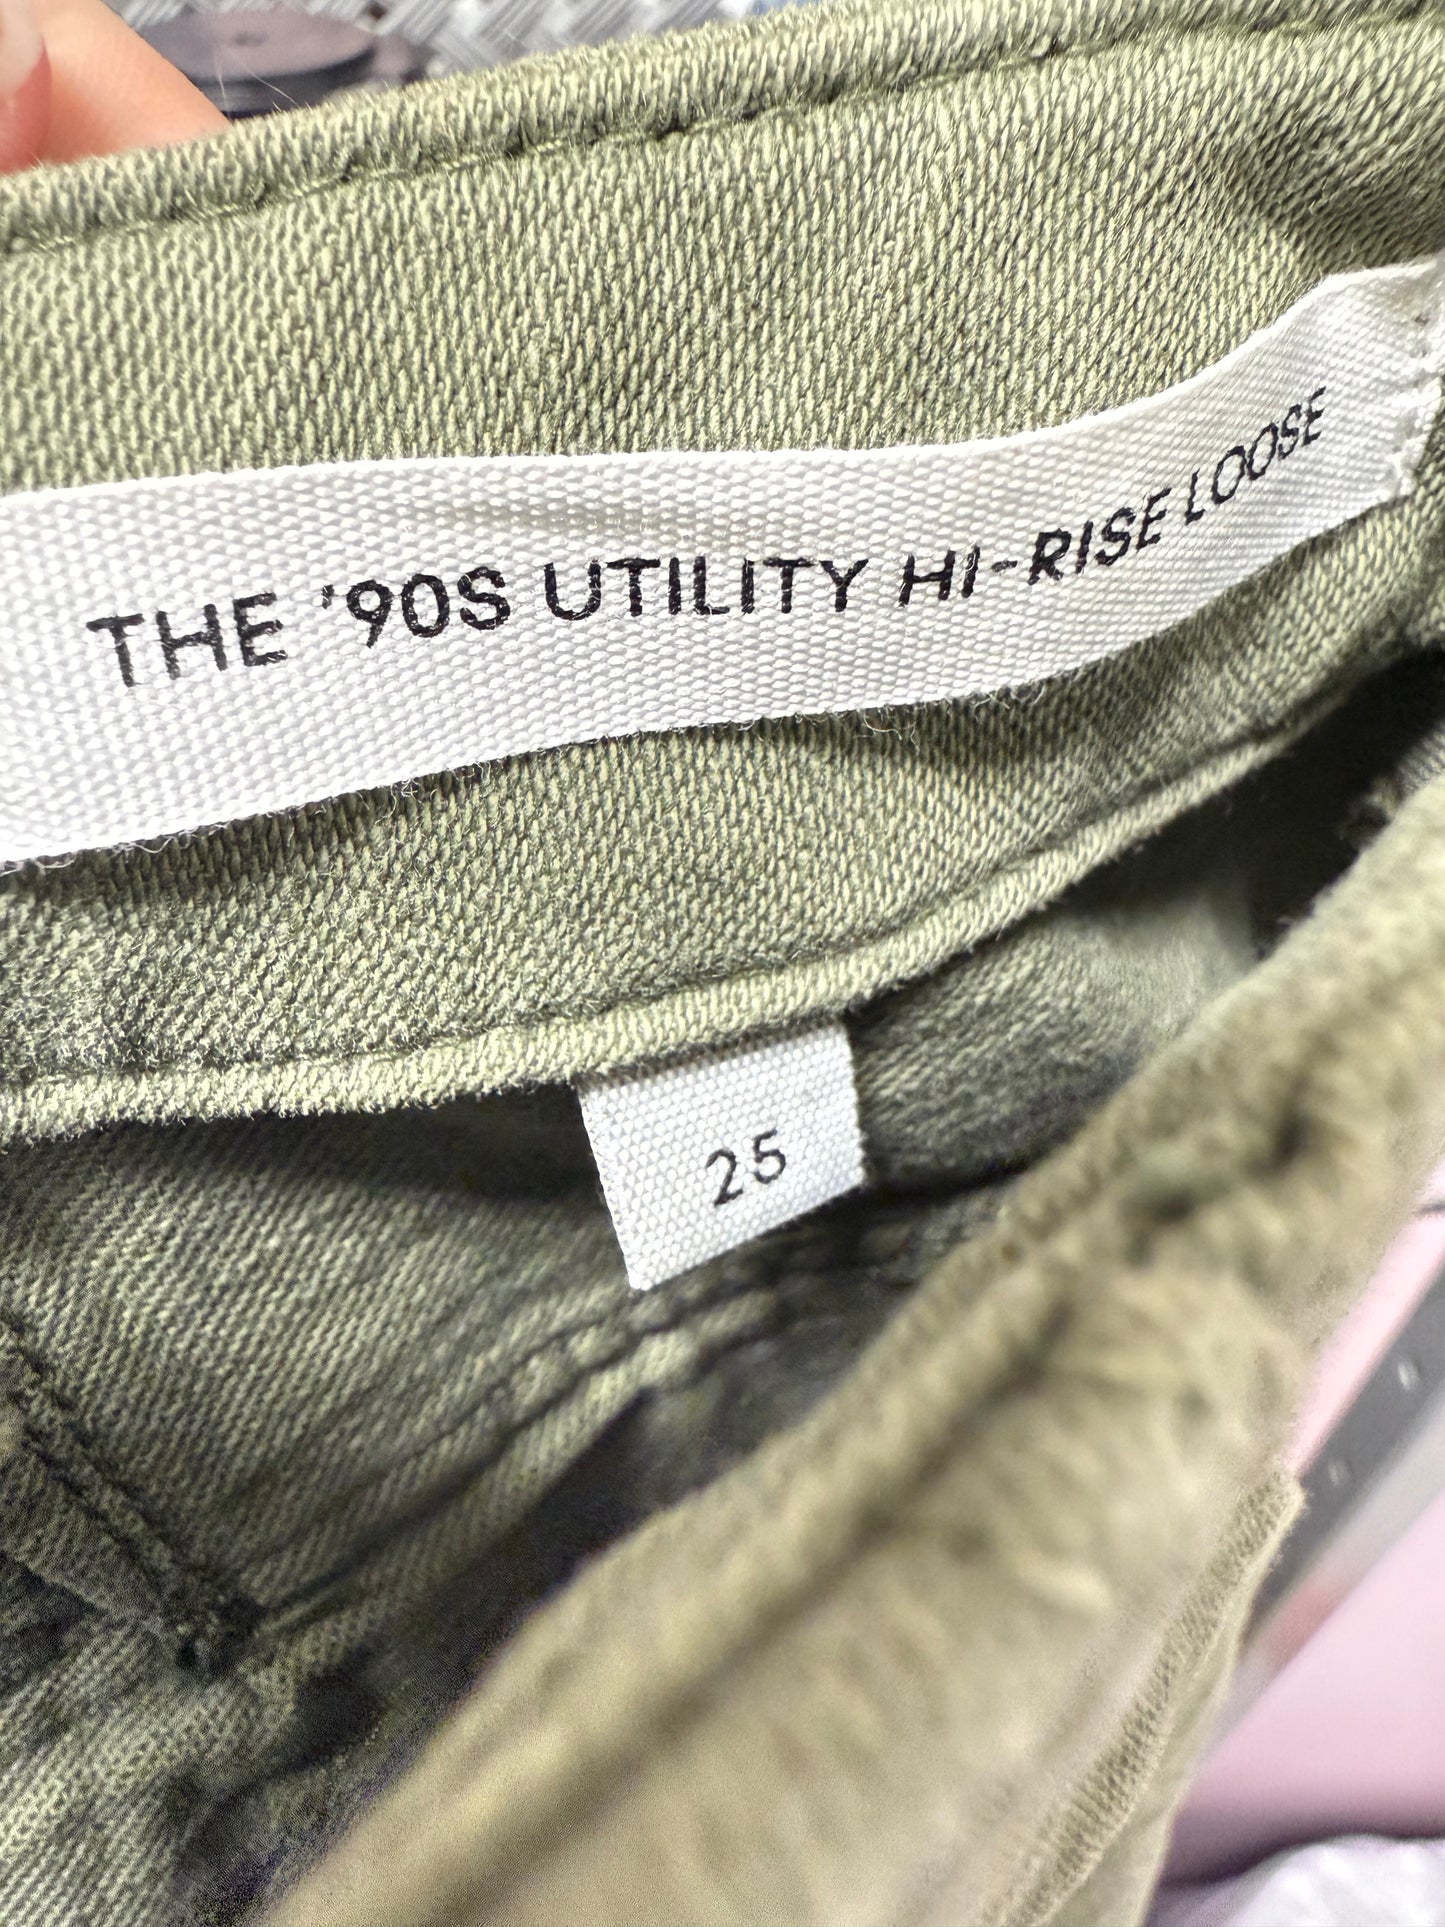 THE '90S UTILITY HI-RISE LOOSE
25